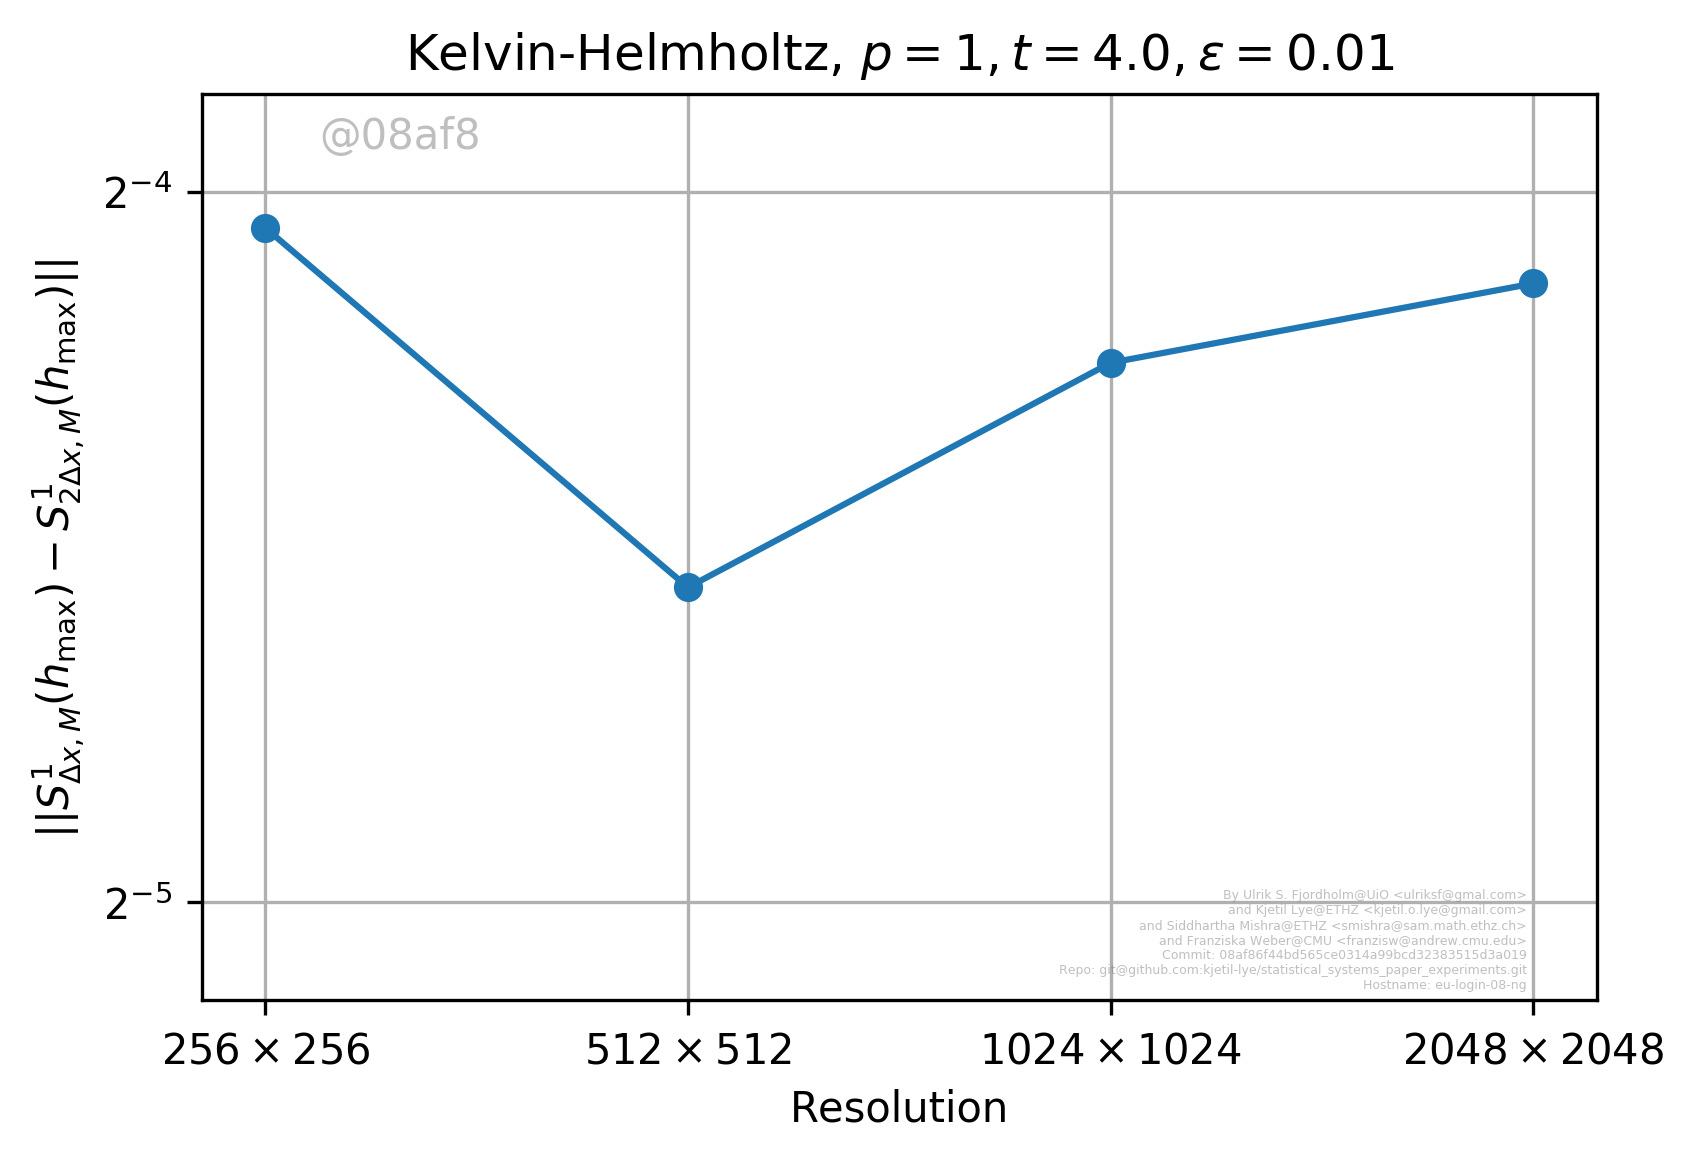 Kelvin-Helmholtz, p = 1, t = 4.0, ε = 0.01
@08af8
2⁻⁴
||S¹_{Δx, M}(h_max) − S¹_{2Δx, M}(h_max)||
2⁻⁵
By Ulrik S. Fjordholm@UiO <ulriksf@gmal.com>
and Kjetil Lye@ETHZ <kjetil.o.lye@gmail.com>
and Siddhartha Mishra@ETHZ <smishra@sam.math.ethz.ch>
and Franziska Weber@CMU <franzisw@andrew.cmu.edu>
Commit: 08af86f44bd565ce0314a99bcd32383515d3a019
Repo: git@github.com:kjetil-lye/statistical_systems_paper_experiments.git
Hostname: eu-login-08-ng
256 × 256 512 × 512 1024 × 1024 2048 × 2048
Resolution